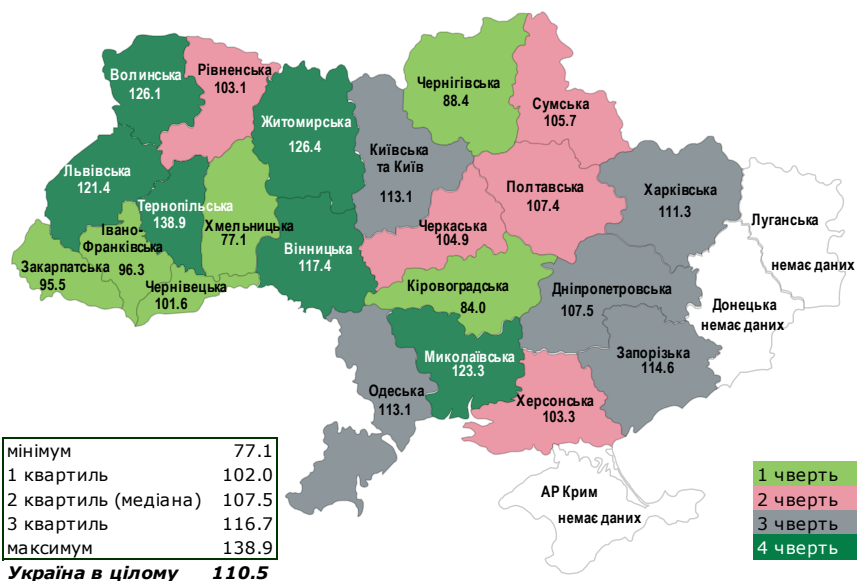 Волинська
126.1
Рівненська
103.1
Житомирська
126.4
Київська
та Київ
113.1
Чернігівська
88.4
Сумська
105.7
Львівська
121.4
Тернопільська
138.9
Хмельницька
77.1
Вінницька
117.4
Черкаська
104.9
Полтавська
107.4
Харківська
111.3
Луганська
немає даних
Івано-
Франківська
96.3
Закарпатська
95.5
Чернівецька
101.6
Кіровоградська
84.0
Дніпропетровська
107.5
Донецька
немає даних
Миколаївська
123.3
Запорізька
114.6
Одеська
113.1
Херсонська
103.3
АР Крим
немає даних
мінімум 77.1
1 квартиль 102.0
2 квартиль (медіана) 107.5
3 квартиль 116.7
максимум 138.9
Україна в цілому 110.5
1 чверть
2 чверть
3 чверть
4 чверть